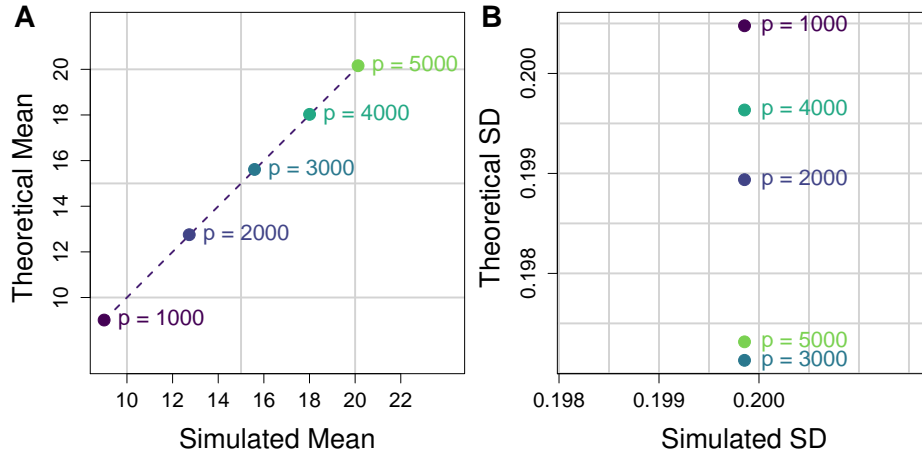 A
Theoretical Mean
20
18
16
14
12
10
p = 5000
p = 4000
p = 3000
p = 2000
p = 1000
10 12 14 16 18 20 22
Simulated Mean
B
Theoretical SD
0.200
0.199
0.198
p = 1000
p = 4000
p = 2000
p = 5000
p = 3000
0.198 0.199 0.200
Simulated SD